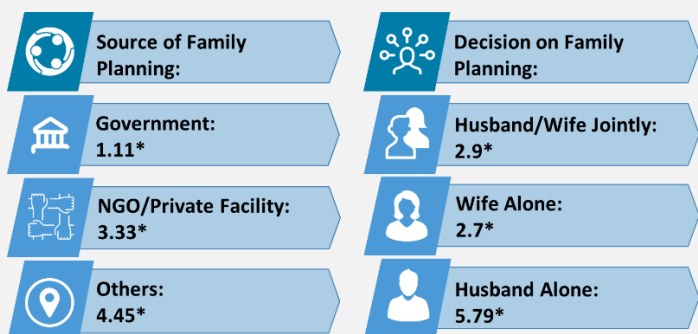 Source of Family
Planning:
Government:
1.11*
NGO/Private Facility:
3.33*
Others:
4.45*
Decision on Family
Planning:
Husband/Wife Jointly:
2.9*
Wife Alone:
2.7*
Husband Alone:
5.79*